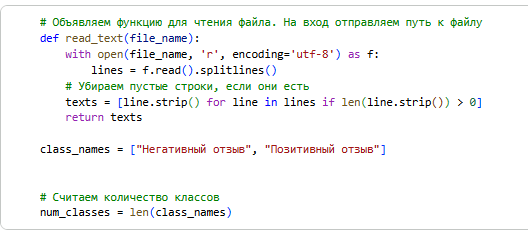 # Объявляем функцию для чтения файла. На вход отправляем путь к файлу
def read_text(file_name):
    with open(file_name, 'r', encoding='utf-8') as f:
        lines = f.read().splitlines()
    # Убираем пустые строки, если они есть
    texts = [line.strip() for line in lines if len(line.strip()) > 0]
    return texts

class_names = ["Негативный отзыв", "Позитивный отзыв"]


# Считаем количество классов
num_classes = len(class_names)